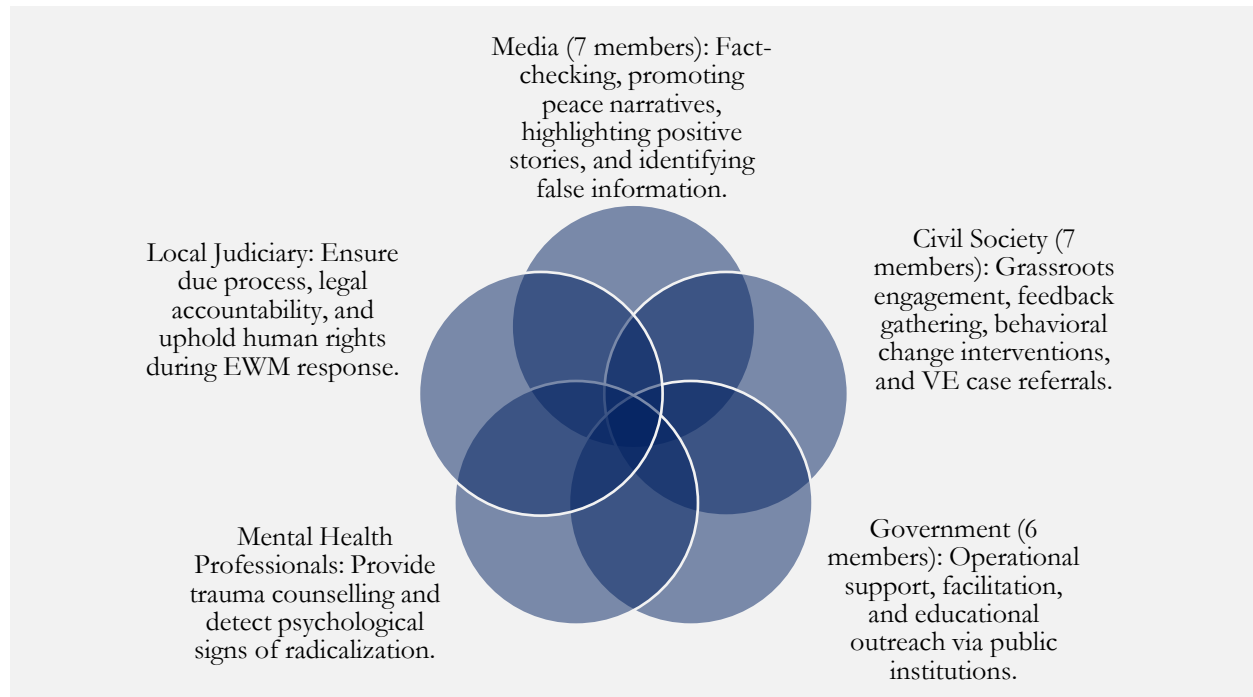 Media (7 members): Fact-
checking, promoting
peace narratives,
highlighting positive
stories, and identifying
false information.
Civil Society (7
members): Grassroots
engagement, feedback
gathering, behavioral
change interventions,
and VE case referrals.
Government (6
members): Operational
support, facilitation,
and educational
outreach via public
institutions.
Mental Health
Professionals: Provide
trauma counselling and
detect psychological
signs of radicalization.
Local Judiciary: Ensure
due process, legal
accountability, and
uphold human rights
during EWM response.